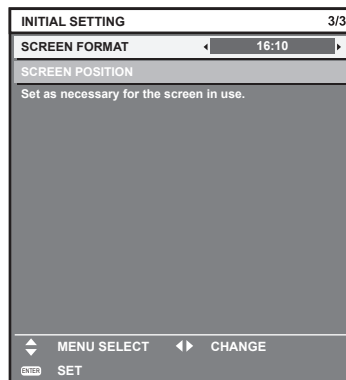 INITIAL SETTING 3/3
SCREEN FORMAT 16:10
SCREEN POSITION
Set as necessary for the screen in use.
MENU SELECT CHANGE
ENTER SET